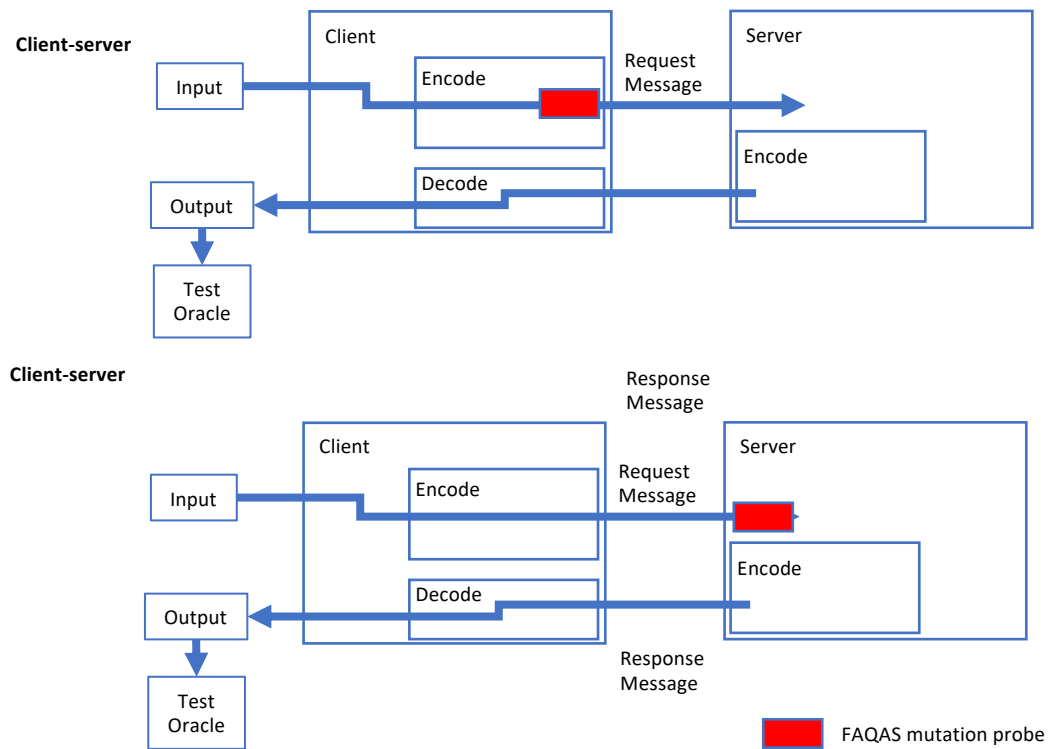 Client-server
Client
Server
Input
Encode
Request
Message
Encode
Decode
Output
Test
Oracle
Client-server
Response
Message
Client
Server
Input
Encode
Request
Message
Encode
Decode
Output
Response
Message
Test
Oracle
FAQAS mutation probe